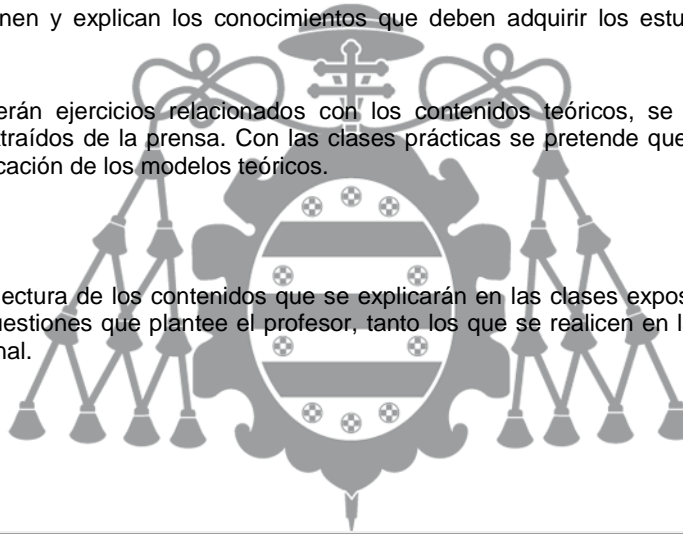 nen y explican los conocimientos que deben adquirir los estu
erán ejercicios relacionados con los contenidos teóricos, se
traídos de la prensa. Con las clases prácticas se pretende que
cación de los modelos teóricos.
lectura de los contenidos que se explicarán en las clases expos
uestiones que plantee el profesor, tanto los que se realicen en l
nal.